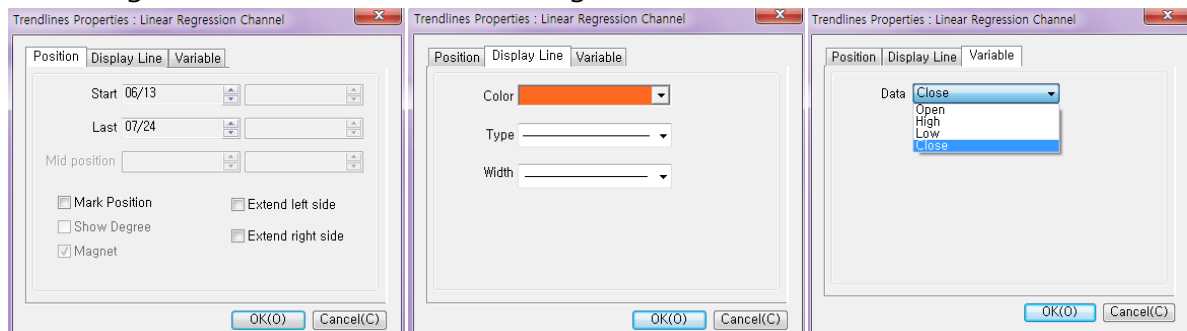 Trendlines Properties : Linear Regression Channel
Position Display Line Variable
Start 06/13
Last 07/24
Mid position
Mark Position
Extend left side
Show Degree
Extend right side
Magnet
OK(O) Cancel(C)
Trendlines Properties : Linear Regression Channel
Position Display Line Variable
Color
Type
Width
OK(O) Cancel(C)
Trendlines Properties : Linear Regression Channel
Position Display Line Variable
Data Close
Open
High
Low
Close
OK(O) Cancel(C)